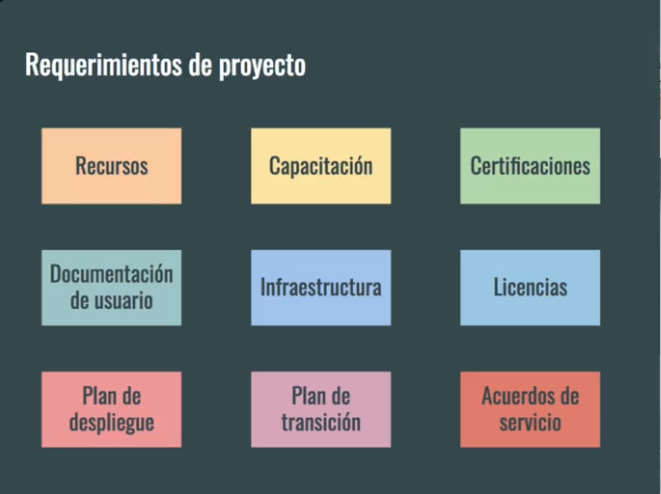 Requerimientos de proyecto
Recursos
Capacitación
Certificaciones
Documentación
de usuario
Infraestructura
Licencias
Plan de
despliegue
Plan de
transición
Acuerdos de
servicio